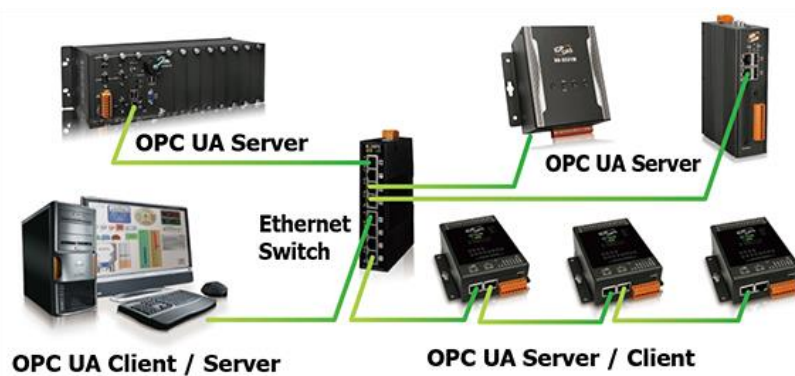 OPC UA Server
OPC UA Server
Ethernet
Switch
OPC UA Client / Server
OPC UA Server / Client